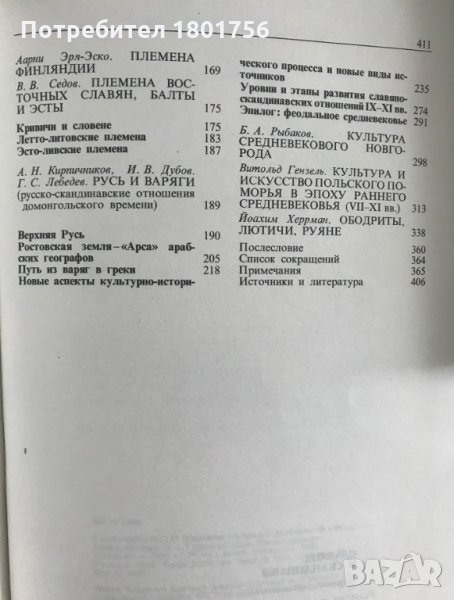 Потребител 1801756
411
Аарни Эря-Эско. ПЛЕМЕНА
ФИНЛЯНДИИ 169
В. В. Седов. ПЛЕМЕНА ВОС-
ТОЧНЫХ СЛАВЯН, БАЛТЫ
И ЭСТЫ 175
Кривичи и словене 175
Летто-литовские племена 183
Эсто-ливские племена 187
А. Н. Кирпичников, И. В. Дубов,
Г. С. Лебедев. РУСЬ И ВАРЯГИ
(русско-скандинавские отношения
домонгольского времени) 189
Верхняя Русь 190
Ростовская земля — „Арса” араб-
ских географов 205
Путь из варяг в греки 218
Новые аспекты культурно-истори-
ческого процесса и новые виды ис-
точников 235
Уровни и этапы развития славяно-
скандинавских отношений IX–XI вв. 274
Эпилог: феодальное средневековье 291
Б. А. Рыбаков. КУЛЬТУРА
СРЕДНЕВЕКОВОГО НОВГО-
РОДА 298
Витольд Гензель. КУЛЬТУРА И
ИСКУССТВО ПОЛЬСКОГО ПО-
МОРЬЯ В ЭПОХУ РАННЕГО
СРЕДНЕВЕКОВЬЯ (VII–XI вв.) 313
Йоахим Херрман. ОБОДРИТЫ,
ЛЮТИЧИ, РУЯНЕ 338
Послесловие 360
Список сокращений 364
Примечания 365
Источники и литература 406
BAZAR